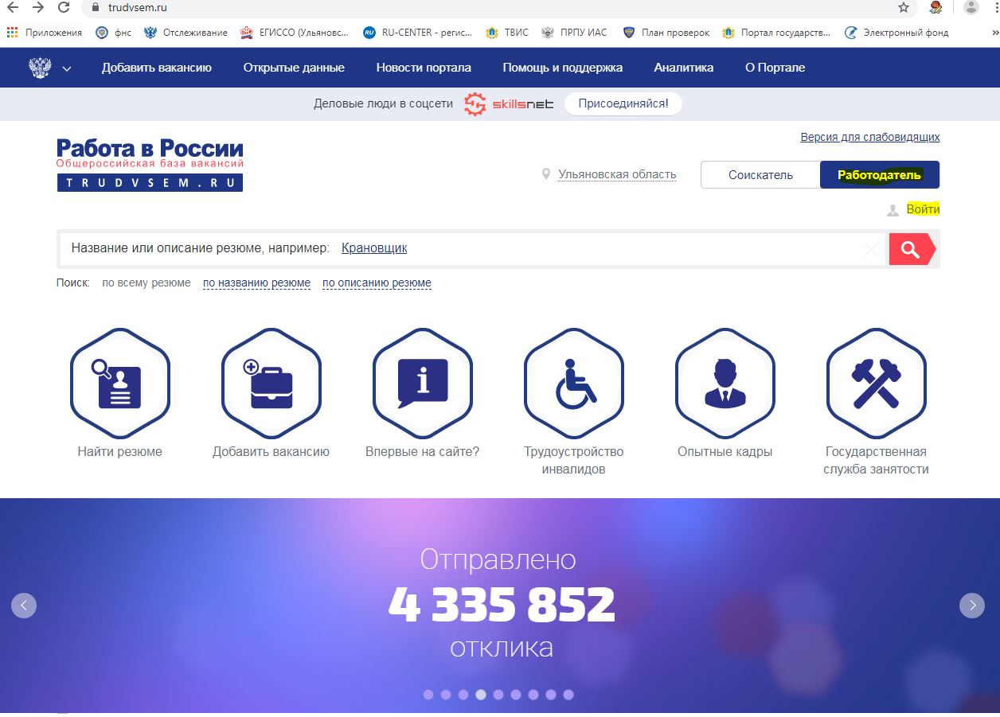 trudvsem.ru
Приложения фнс Отслеживание ЕГИССО (Ульяновс... RU-CENTER - регис... ТВИС ПРПУ ИАС План проверок Портал государств... Электронный фонд »
Добавить вакансию Открытые данные Новости портала Помощь и поддержка Аналитика О Портале
Деловые люди в соцсети skillsnet Присоединяйся!
Версия для слабовидящих
Работа в России
Общероссийская база вакансий
TRUDVSEM.RU
Ульяновская область Соискатель Работодатель
Войти
Название или описание резюме, например: Крановщик
Поиск: по всему резюме по названию резюме по описанию резюме
Найти резюме Добавить вакансию Впервые на сайте? Трудоустройство инвалидов Опытные кадры Государственная служба занятости
Отправлено
4 335 852
отклика